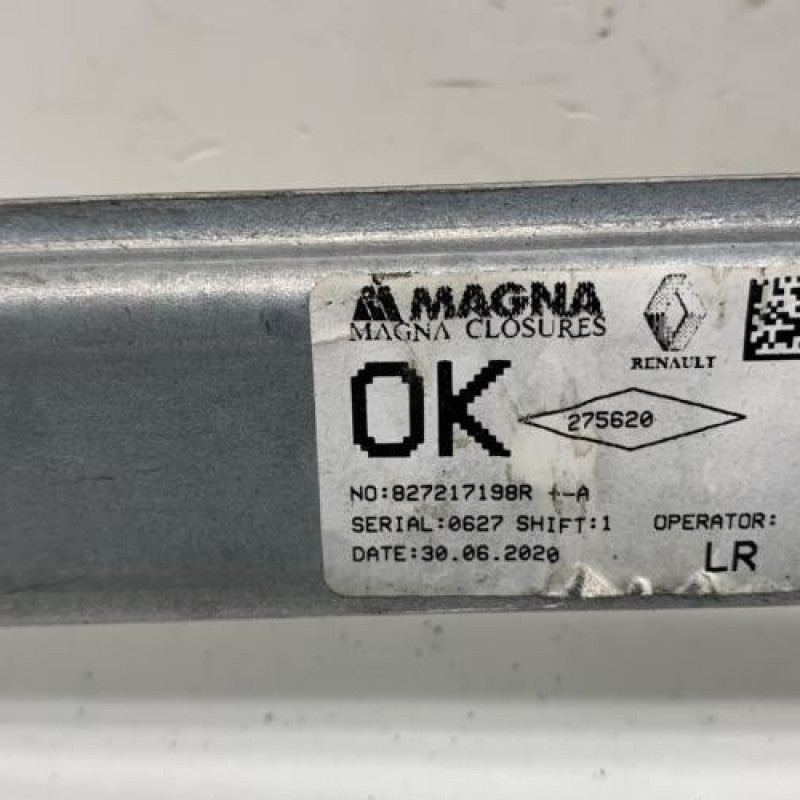 MAGNA
MAGNA CLOSURES
RENAULT
OK
275620
NO:827217198R --A
SERIAL:0627 SHIFT:1 OPERATOR:
DATE:30.06.2020 LR